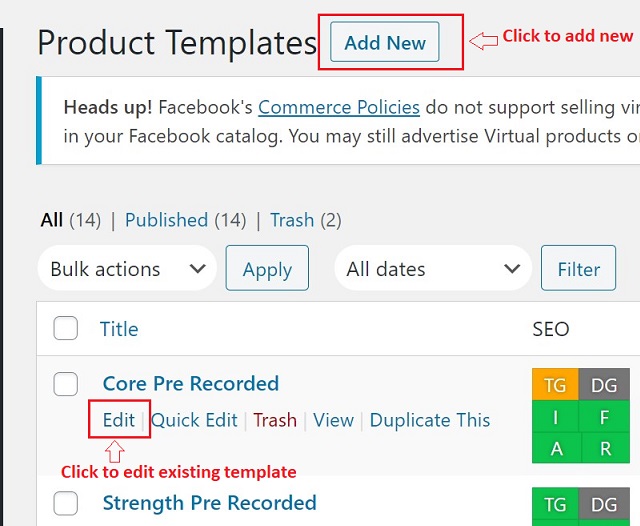 Product Templates Add New Click to add new
Heads up! Facebook's Commerce Policies do not support selling vir
in your Facebook catalog. You may still advertise Virtual products o
All (14) | Published (14) | Trash (2)
Bulk actions Apply All dates Filter
Title SEO
Core Pre Recorded TG DG
Edit | Quick Edit | Trash | View | Duplicate This I F
A R
Click to edit existing template
Strength Pre Recorded TG DG